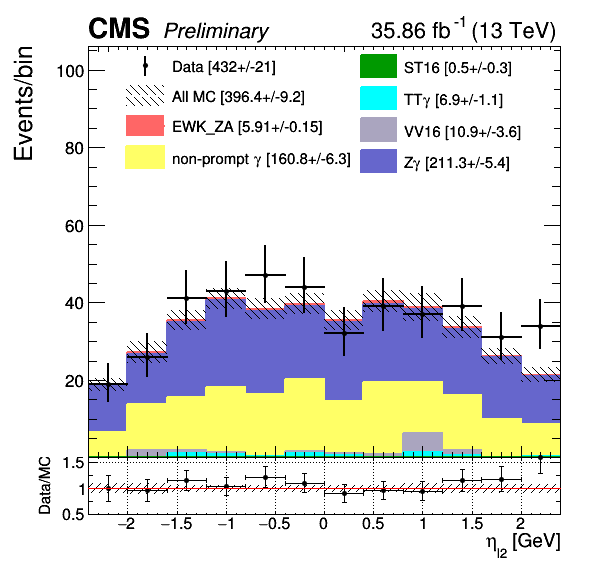 CMS Preliminary 35.86 fb⁻¹ (13 TeV)
Events/bin
Data [432+/-21]
All MC [396.4+/-9.2]
EWK_ZA [5.91+/-0.15]
non-prompt γ [160.8+/-6.3]
ST16 [0.5+/-0.3]
TTγ [6.9+/-1.1]
VV16 [10.9+/-3.6]
Zγ [211.3+/-5.4]
100
80
60
40
20
Data/MC
1.5
1
0.5
−2 −1.5 −1 −0.5 0 0.5 1 1.5 2
η_l2 [GeV]